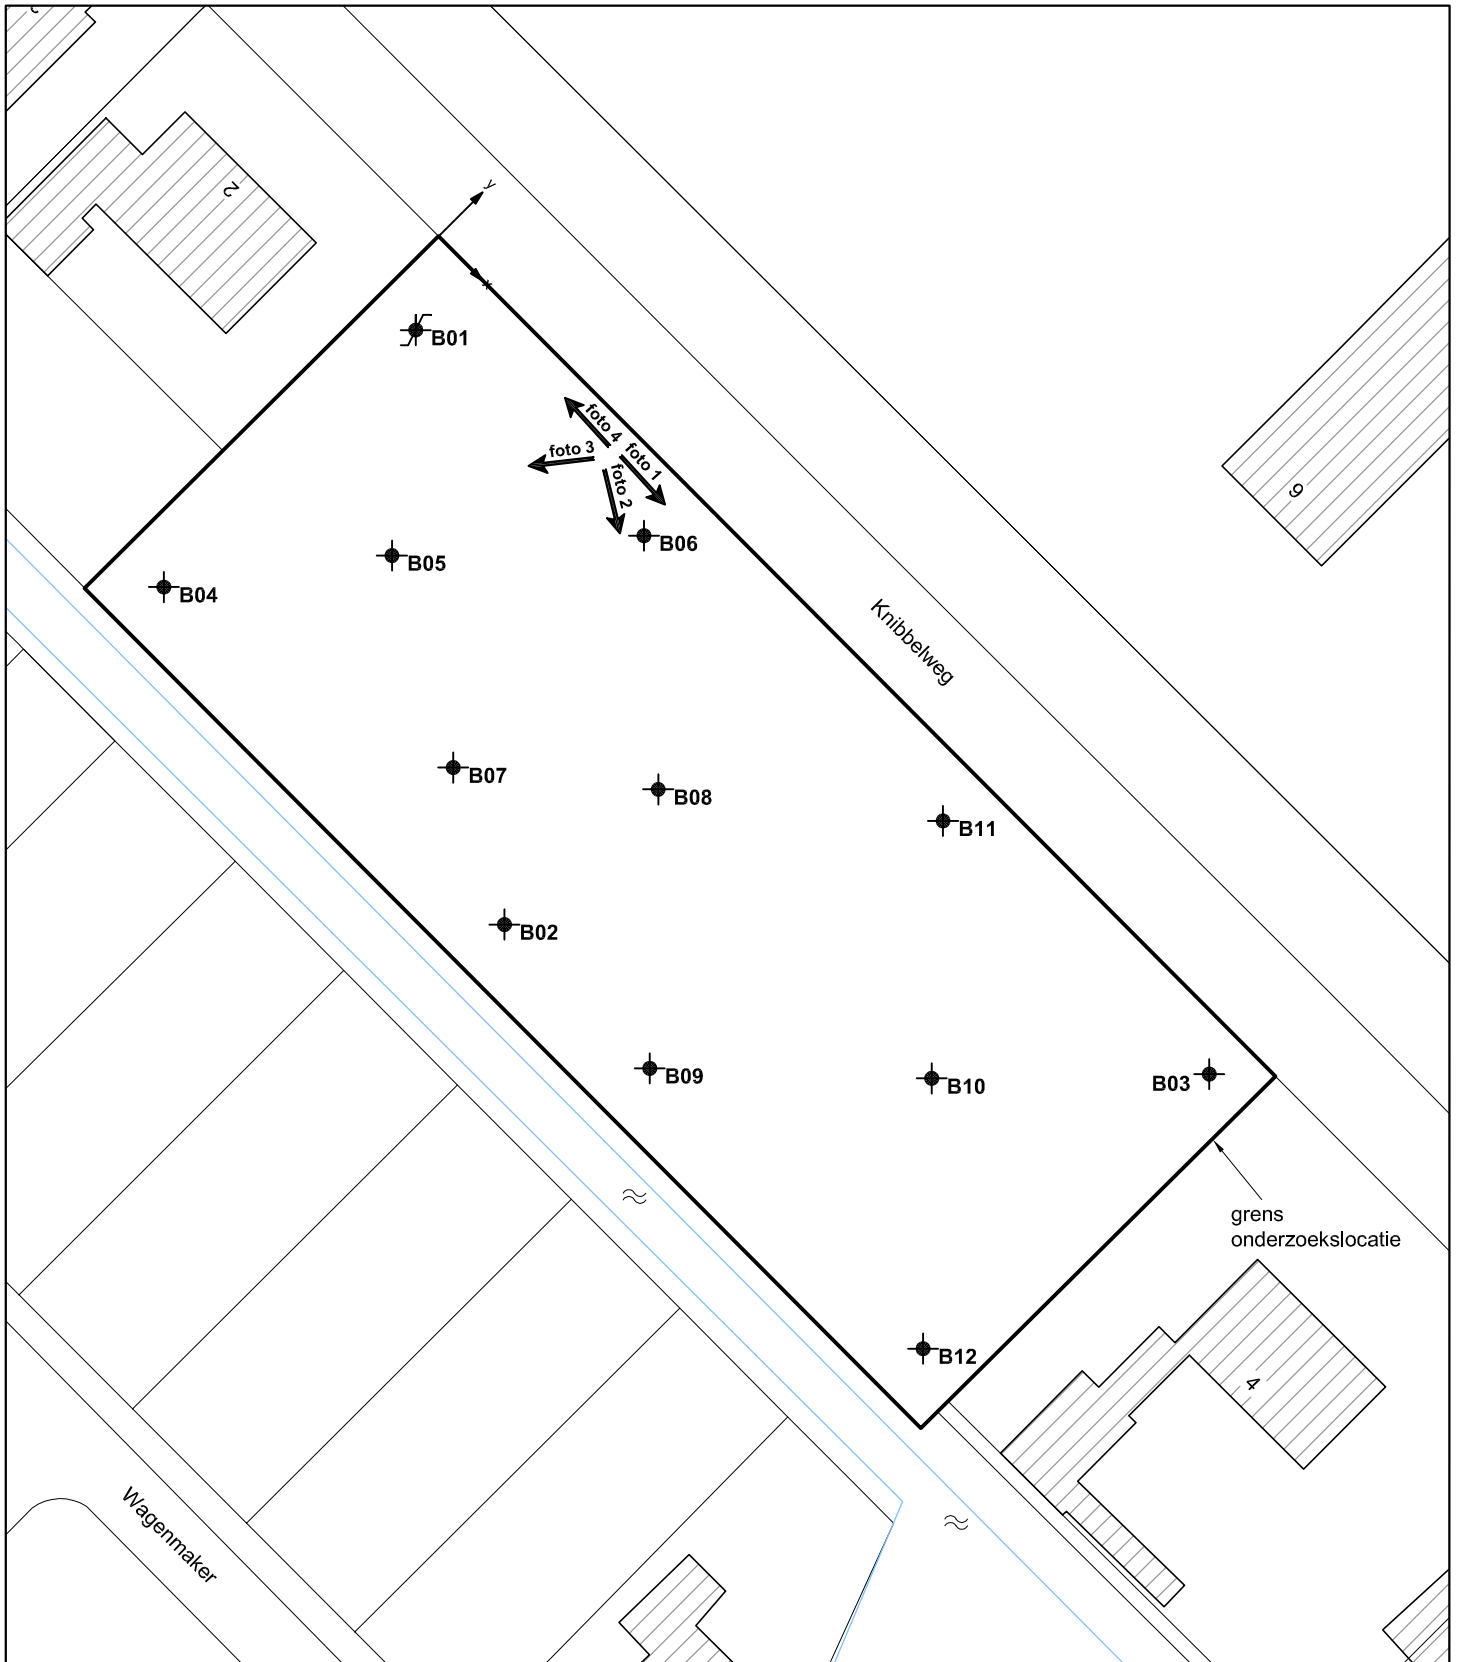 2
y
x
B01
foto 4
foto 3
foto 1
foto 2
B06
B05
B04
9
Knibbelweg
B07
B08
B11
B02
B09
B10
B03
grens
onderzoekslocatie
B12
4
Wagenmaker